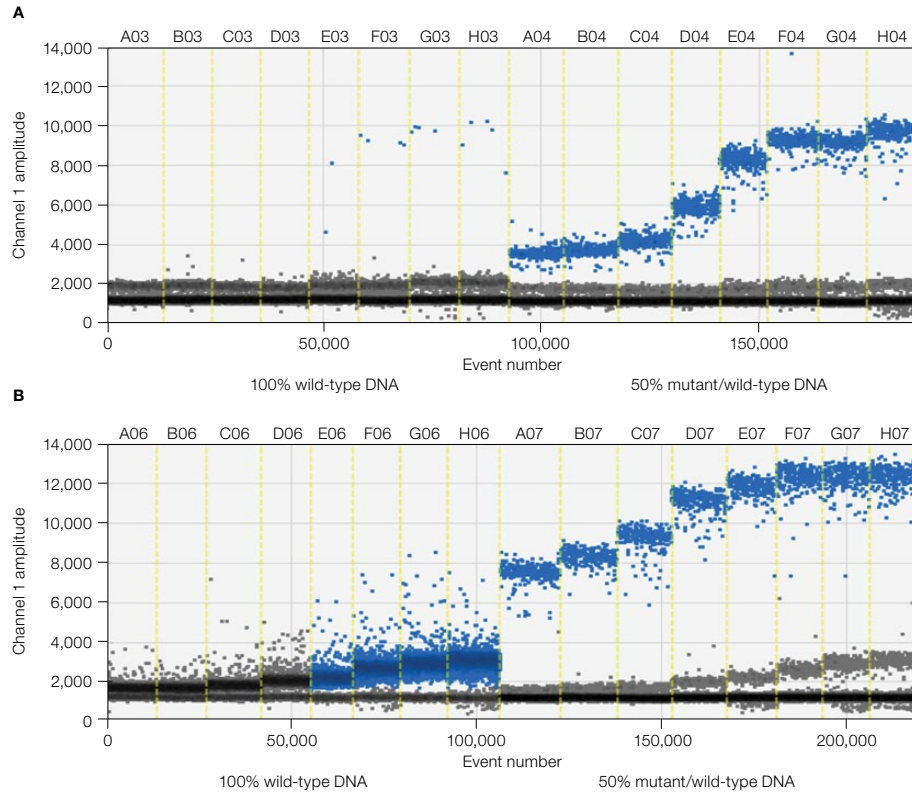 A
A03 B03 C03 D03 E03 F03 G03 H03 A04 B04 C04 D04 E04 F04 G04 H04
14,000
12,000
10,000
8,000
6,000
4,000
2,000
0
Channel 1 amplitude
0 50,000 100,000 150,000
Event number
100% wild-type DNA 50% mutant/wild-type DNA
B
A06 B06 C06 D06 E06 F06 G06 H06 A07 B07 C07 D07 E07 F07 G07 H07
14,000
12,000
10,000
8,000
6,000
4,000
2,000
0
Channel 1 amplitude
0 50,000 100,000 150,000 200,000
Event number
100% wild-type DNA 50% mutant/wild-type DNA